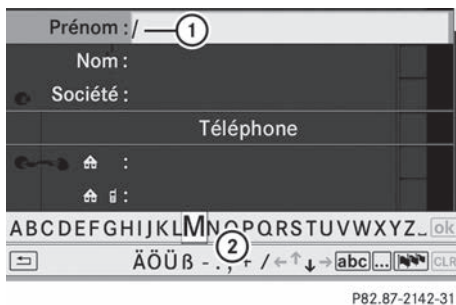 Prénom :/ 1
Nom :
Société :
Téléphone
:
:
ABCDEFGHIJKLMNOPQRSTUVWXYZ_ ok
2
ÄÖÜß - . , + / ←↑↓→ abc ... CLR
P82.87-2142-31